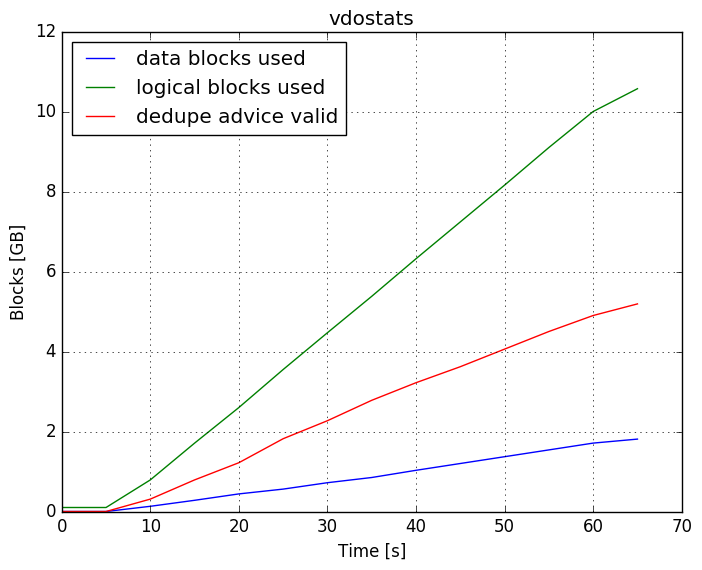 vdostats
12
10
8
6
4
2
0
Blocks [GB]
data blocks used
logical blocks used
dedupe advice valid
0 10 20 30 40 50 60 70
Time [s]